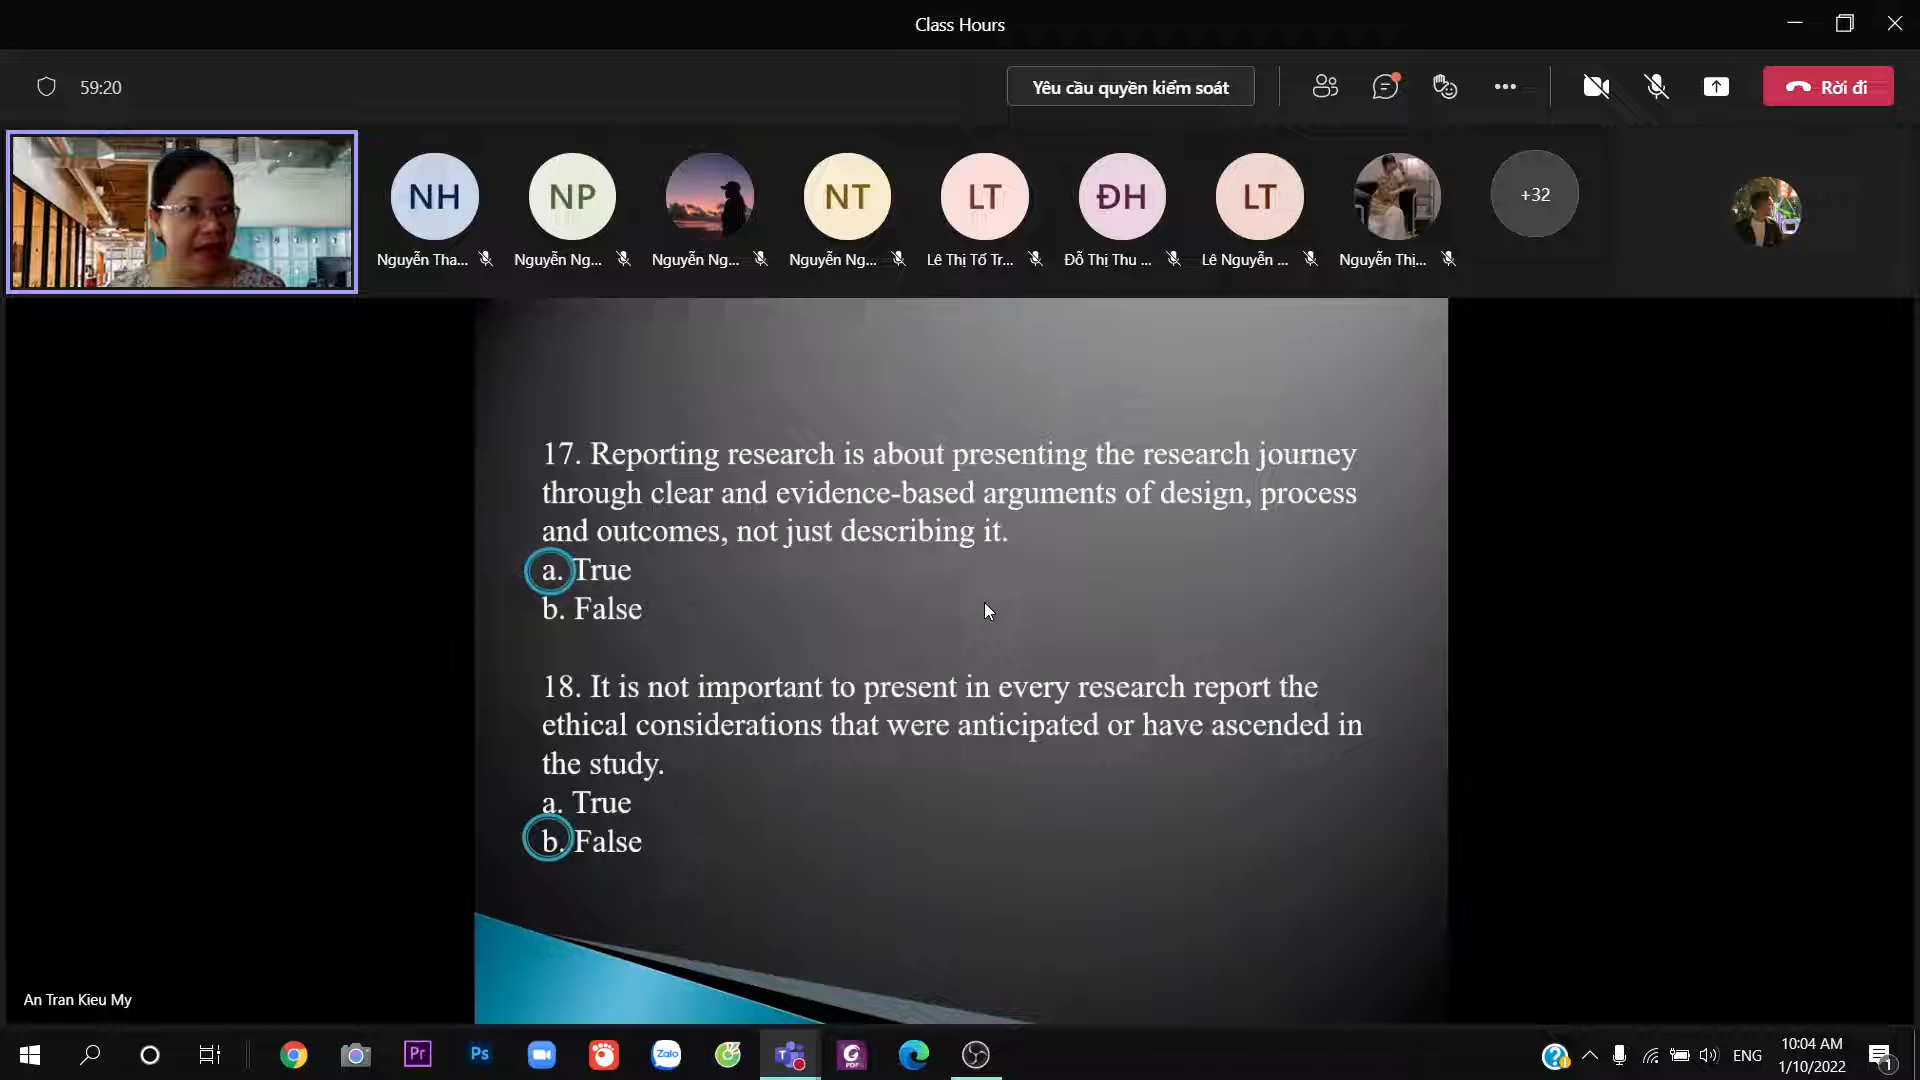 Class Hours
59:20
Yêu cầu quyền kiểm soát
Rời đi
NH
NP
NT
LT
ĐH
LT
+32
Nguyễn Tha...
Nguyễn Ng...
Nguyễn Ng...
Nguyễn Ng...
Lê Thị Tố Tr...
Đỗ Thị Thu ...
Lê Nguyễn ...
Nguyễn Thị...
17. Reporting research is about presenting the research journey
through clear and evidence-based arguments of design, process
and outcomes, not just describing it.
a. True
b. False
18. It is not important to present in every research report the
ethical considerations that were anticipated or have ascended in
the study.
a. True
b. False
An Tran Kieu My
Pr
Ps
Zalo
T
PDF
ENG
10:04 AM
1/10/2022
1